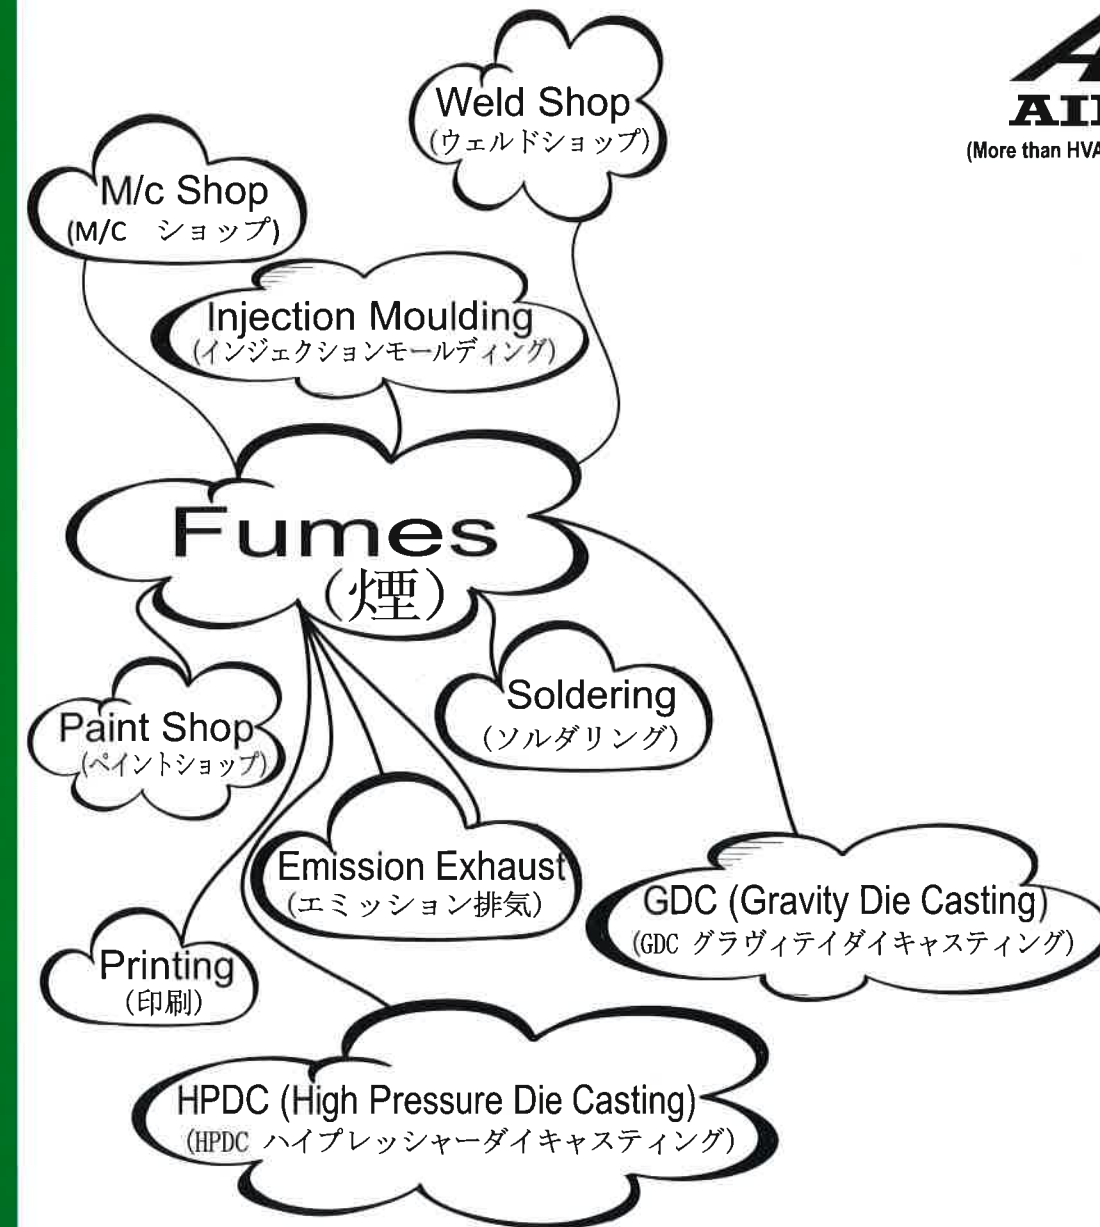 Weld Shop
(ウェルドショップ)
(More than HVA
M/c Shop
(M/C ショップ)
Injection Moulding
(インジェクションモールディング)
Fumes
(煙)
Soldering
(ソルダリング)
Paint Shop
(ペイントショップ)
Emission Exhaust
(エミッション排気)
GDC (Gravity Die Casting)
(GDC グラヴィテイダイキャスティング)
Printing
(印刷)
HPDC (High Pressure Die Casting)
(HPDC ハイプレッシャーダイキャスティング)